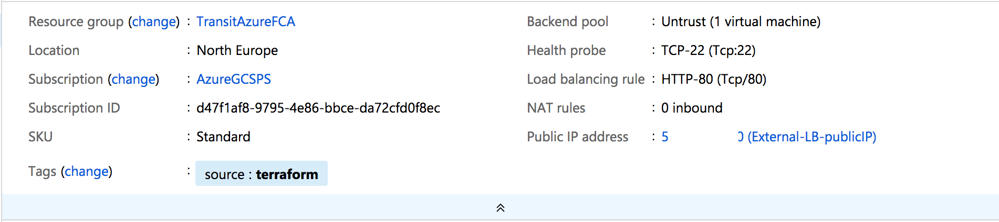 Resource group (change) : TransitAzureFCA
Location : North Europe
Subscription (change) : AzureGCSPS
Subscription ID : d47f1af8-9795-4e86-bbce-da72cfd0f8ec
SKU : Standard
Tags (change) : source : terraform
Backend pool : Untrust (1 virtual machine)
Health probe : TCP-22 (Tcp:22)
Load balancing rule : HTTP-80 (Tcp/80)
NAT rules : 0 inbound
Public IP address : 5 0 (External-LB-publicIP)